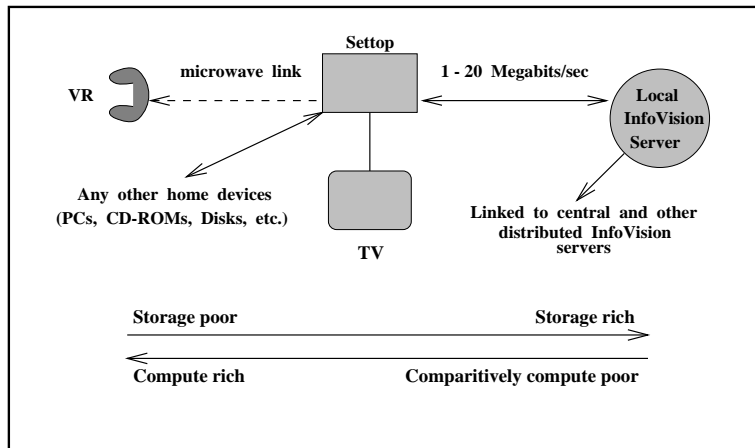 Settop
microwave link
1 - 20 Megabits/sec
VR
Local
InfoVision
Server
Any other home devices
(PCs, CD-ROMs, Disks, etc.)
TV
Linked to central and other
distributed InfoVision
servers
Storage poor
Storage rich
Compute rich
Comparitively compute poor